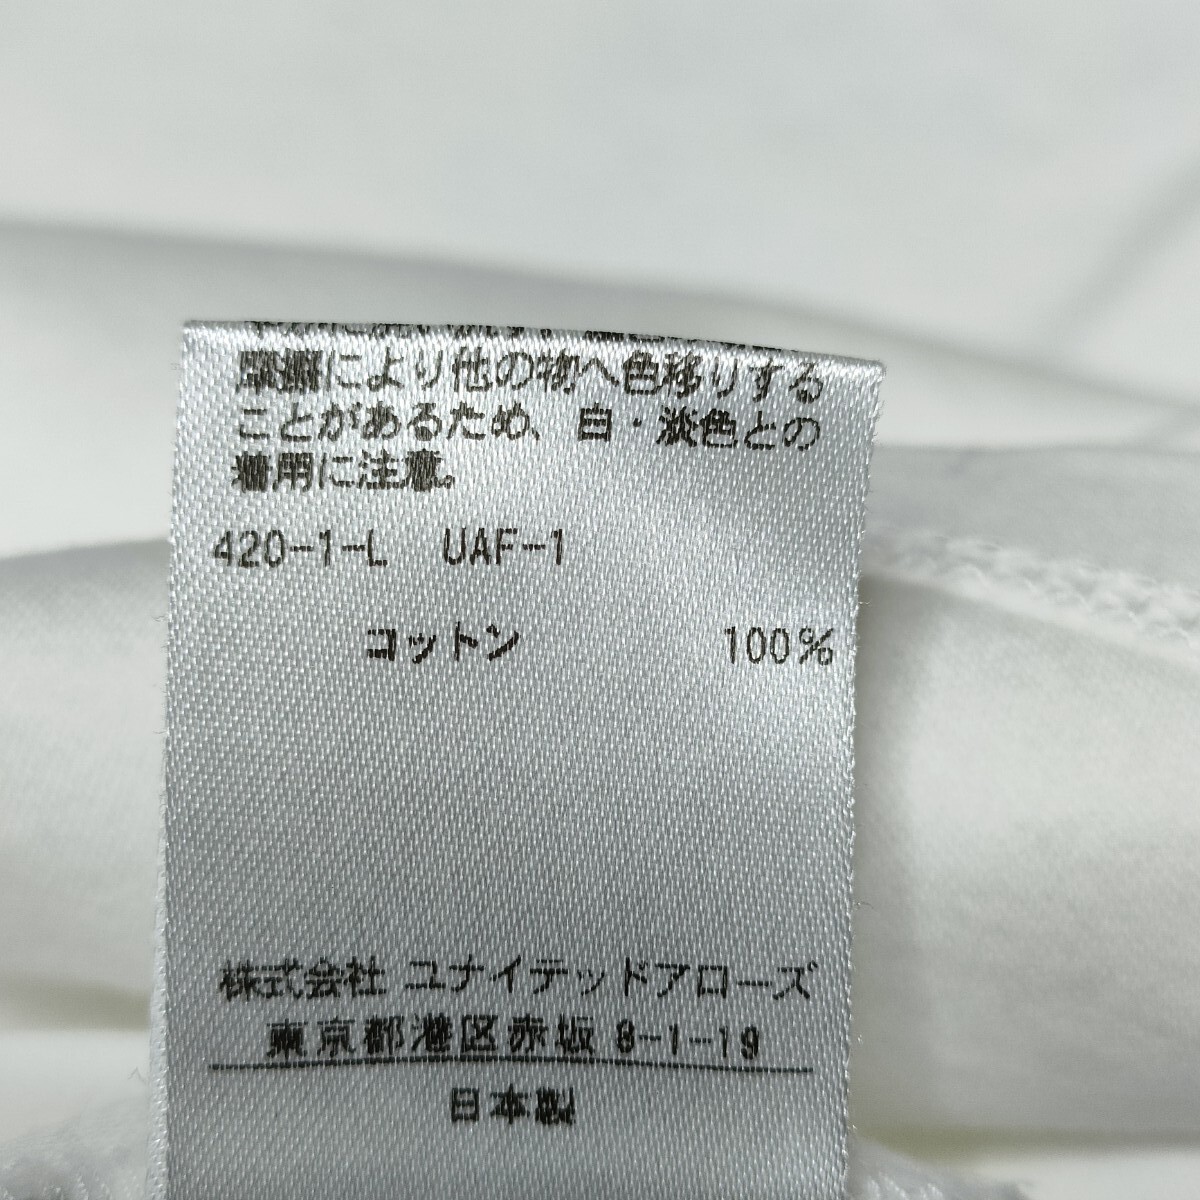 摩擦により他の物へ色移りする
ことがあるため、白・淡色との
着用に注意。
420-1-L UAF-1
コットン 100%
株式会社 ユナイテッドアローズ
東京都港区赤坂 8-1-19
日本製